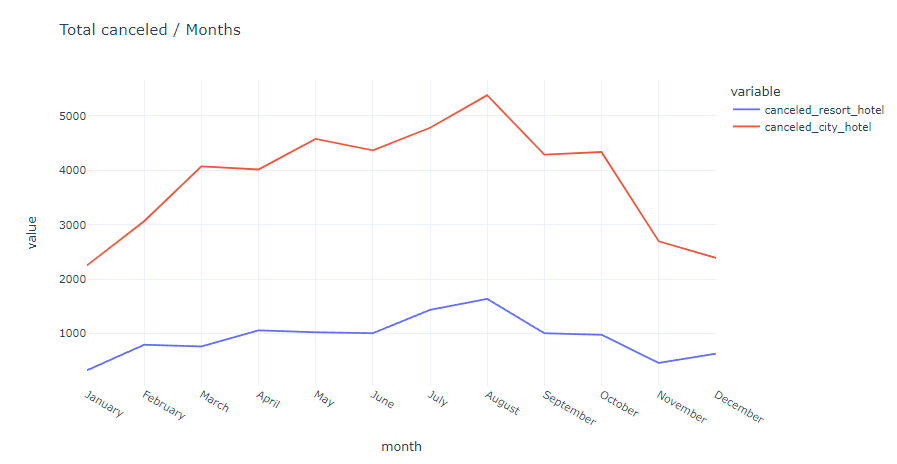 Total canceled / Months
variable
canceled_resort_hotel
canceled_city_hotel
value
5000
4000
3000
2000
1000
January
February
March
April
May
June
July
August
September
October
November
December
month